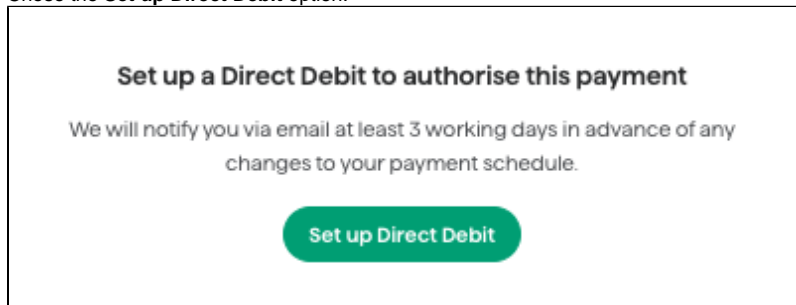 Set up a Direct Debit to authorise this payment
We will notify you via email at least 3 working days in advance of any
changes to your payment schedule.
Set up Direct Debit